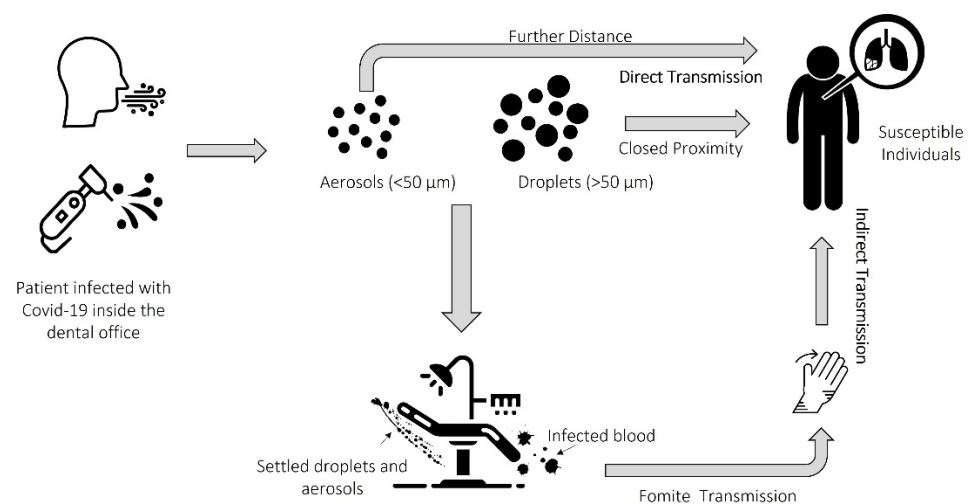 Further Distance
Direct Transmission
Closed Proximity
Susceptible
Individuals
Aerosols (<50 µm)
Droplets (>50 µm)
Patient infected with
Covid-19 inside the
dental office
Indirect Transmission
Infected blood
Settled droplets and
aerosols
Fomite Transmission